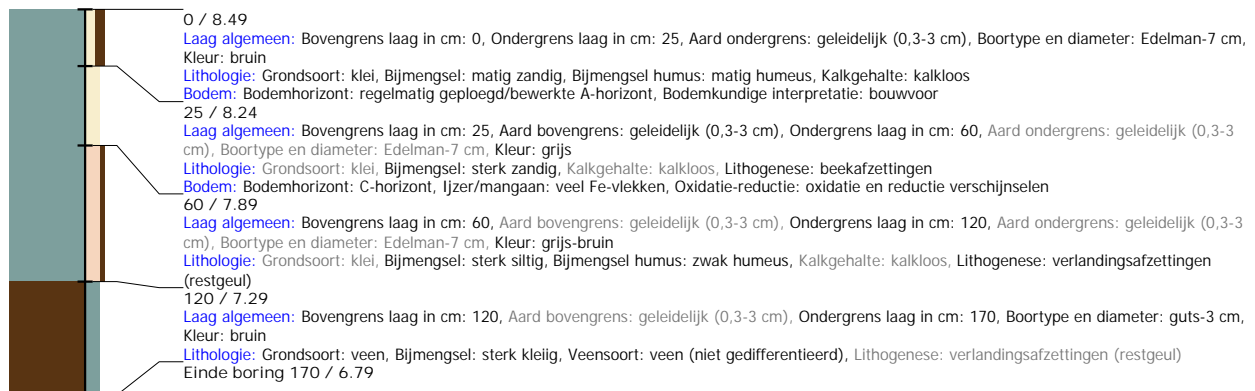 0 / 8.49
Laag algemeen: Bovengrens laag in cm: 0, Ondergrens laag in cm: 25, Aard ondergrens: geleidelijk (0,3-3 cm), Boortype en diameter: Edelman-7 cm,
Kleur: bruin
Lithologie: Grondsoort: klei, Bijmengsel: matig zandig, Bijmengsel humus: matig humeus, Kalkgehalte: kalkloos
Bodem: Bodemhorizont: regelmatig geploegd/bewerkte A-horizont, Bodemkundige interpretatie: bouwvoor
25 / 8.24
Laag algemeen: Bovengrens laag in cm: 25, Aard bovengrens: geleidelijk (0,3-3 cm), Ondergrens laag in cm: 60, Aard ondergrens: geleidelijk (0,3-3
cm), Boortype en diameter: Edelman-7 cm, Kleur: grijs
Lithologie: Grondsoort: klei, Bijmengsel: sterk zandig, Kalkgehalte: kalkloos, Lithogenese: beekafzettingen
Bodem: Bodemhorizont: C-horizont, Ijzer/mangaan: veel Fe-vlekken, Oxidatie-reductie: oxidatie en reductie verschijnselen
60 / 7.89
Laag algemeen: Bovengrens laag in cm: 60, Aard bovengrens: geleidelijk (0,3-3 cm), Ondergrens laag in cm: 120, Aard ondergrens: geleidelijk (0,3-3
cm), Boortype en diameter: Edelman-7 cm, Kleur: grijs-bruin
Lithologie: Grondsoort: klei, Bijmengsel: sterk siltig, Bijmengsel humus: zwak humeus, Kalkgehalte: kalkloos, Lithogenese: verlandingsafzettingen
(restgeul)
120 / 7.29
Laag algemeen: Bovengrens laag in cm: 120, Aard bovengrens: geleidelijk (0,3-3 cm), Ondergrens laag in cm: 170, Boortype en diameter: guts-3 cm,
Kleur: bruin
Lithologie: Grondsoort: veen, Bijmengsel: sterk kleiig, Veensoort: veen (niet gedifferentieerd), Lithogenese: verlandingsafzettingen (restgeul)
Einde boring 170 / 6.79